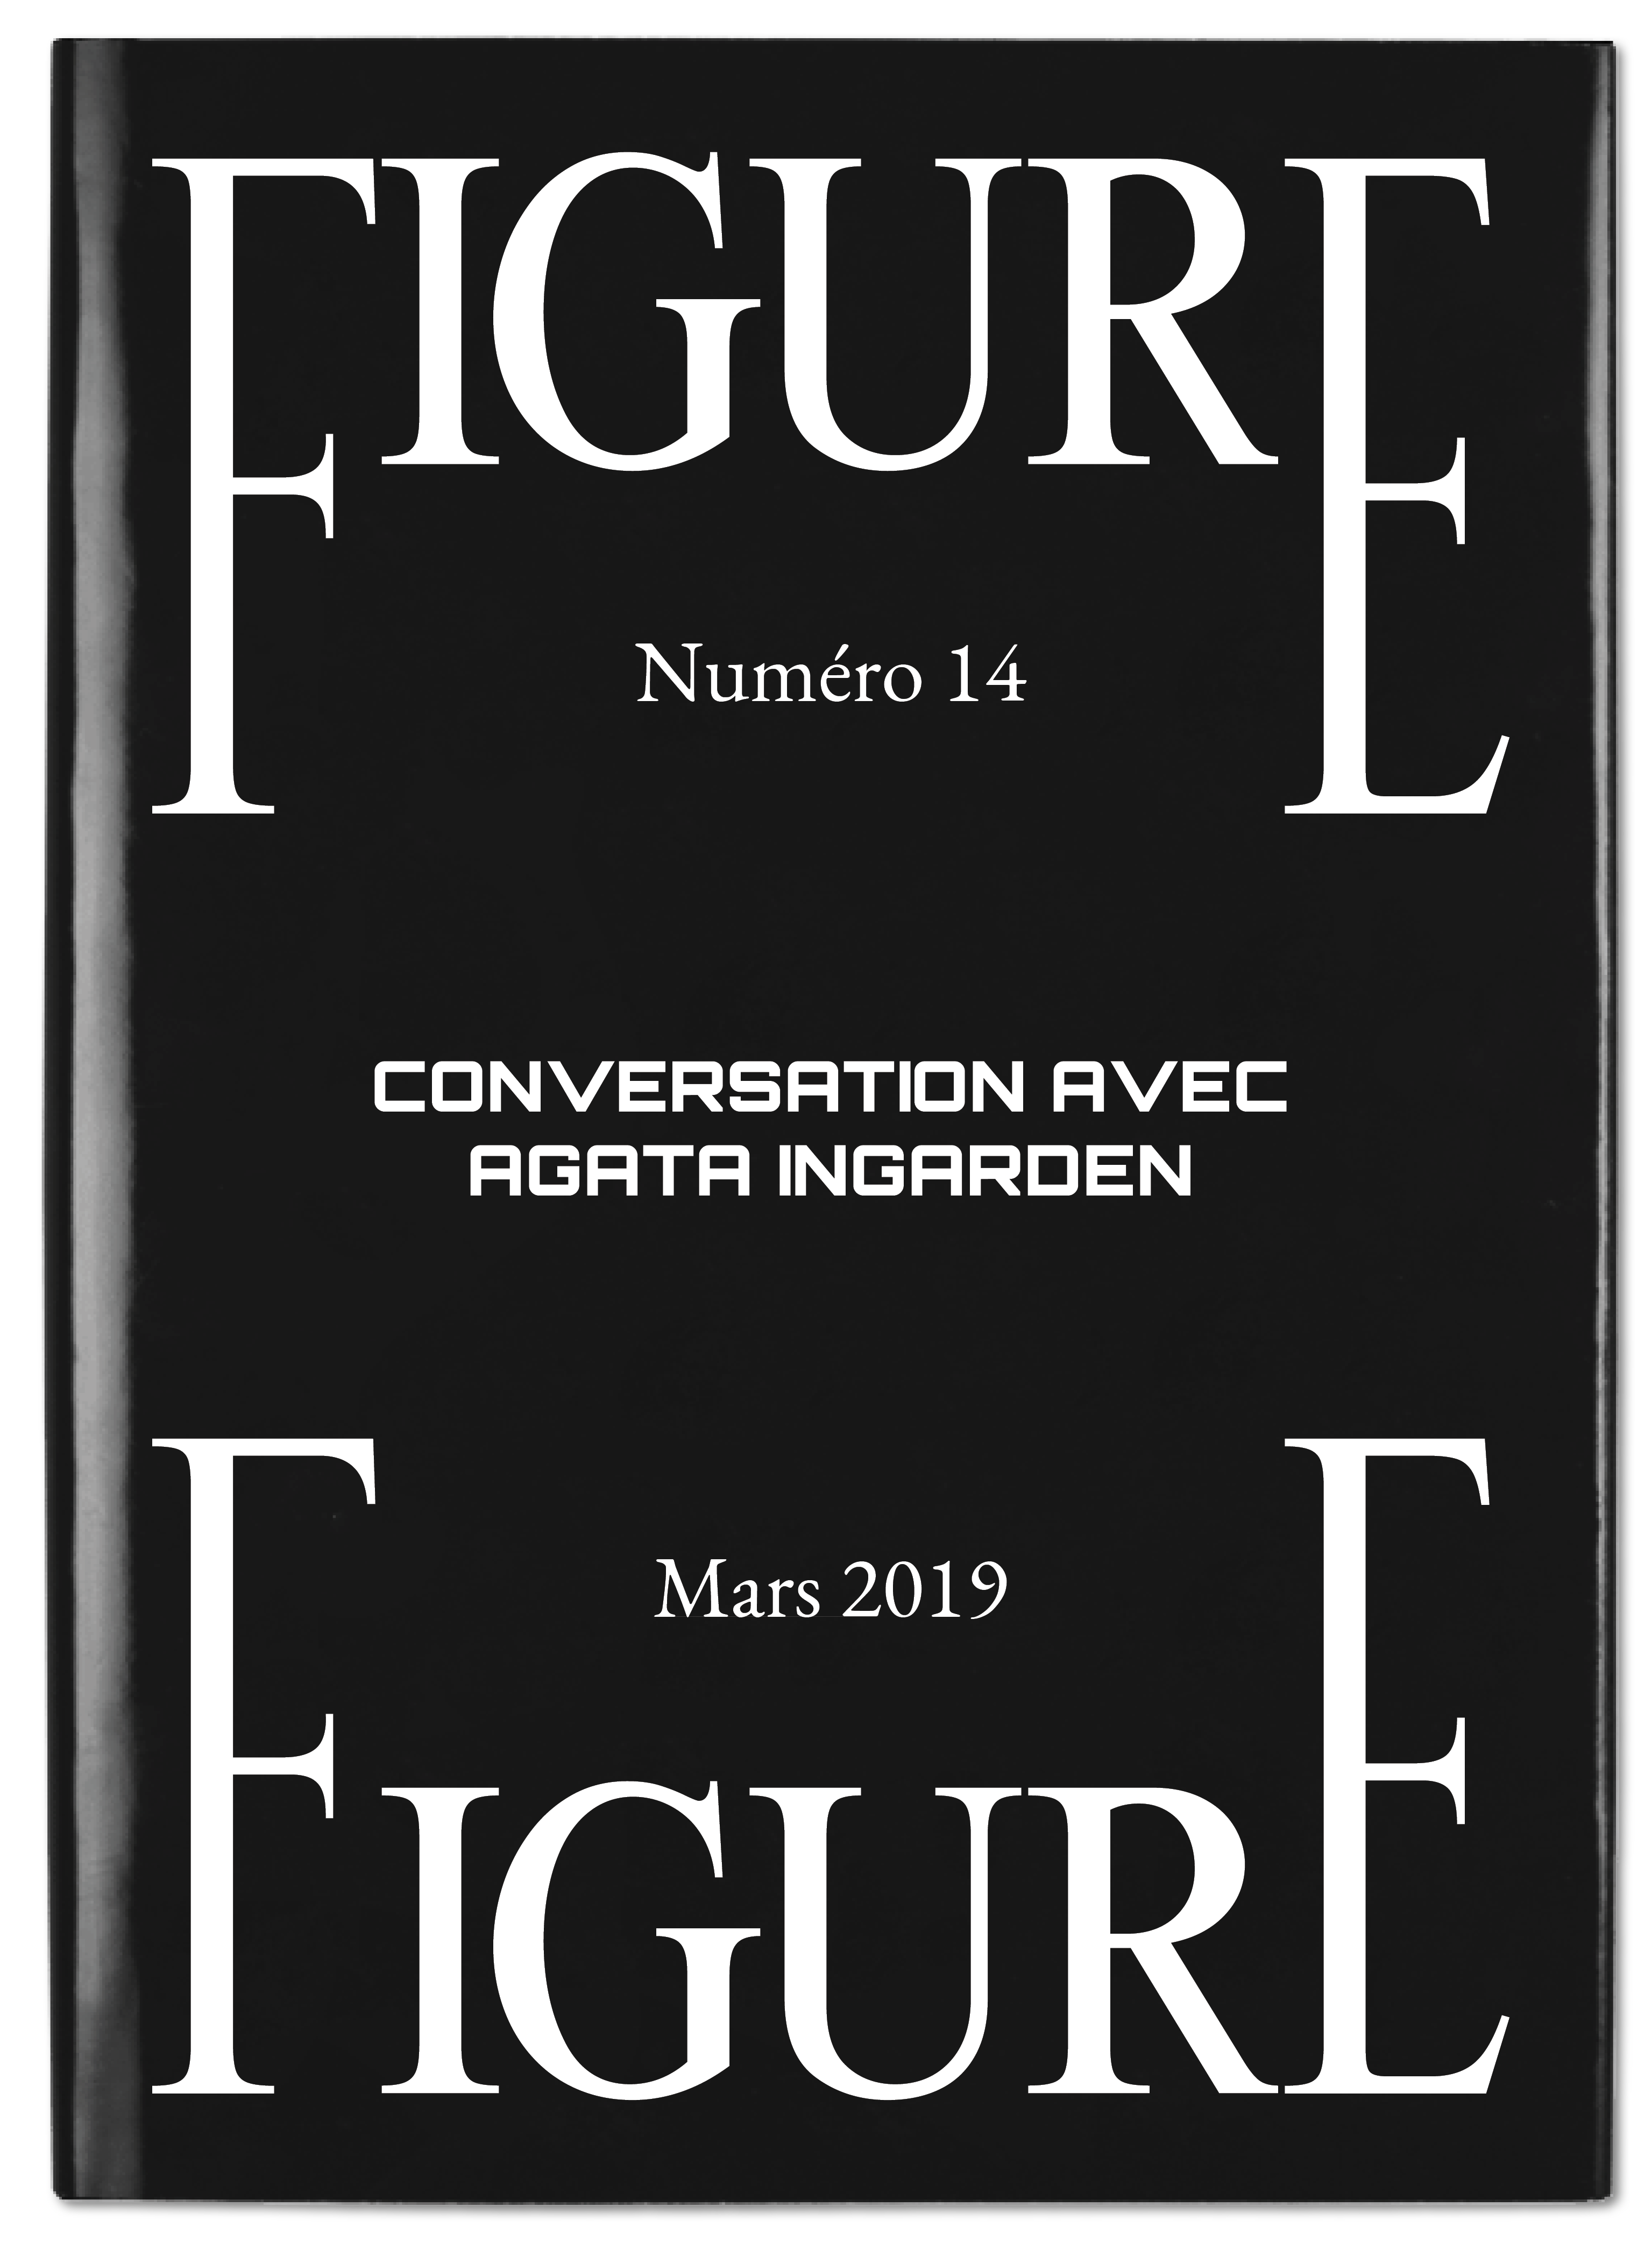 FIGURE
Numéro 14
CONVERSATION AVEC
AGATA INGARDEN
Mars 2019
FIGURE